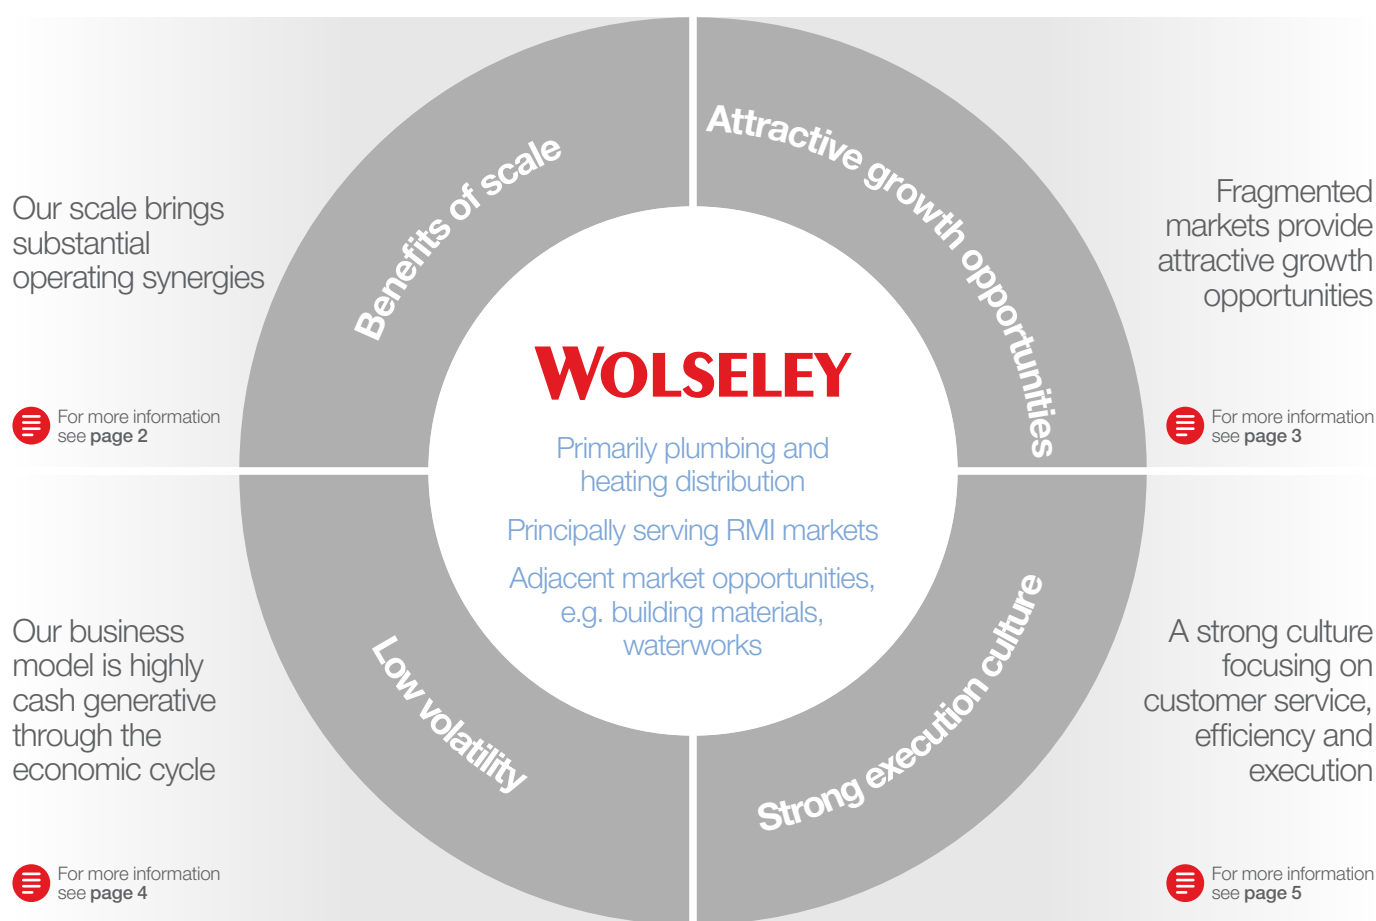 Benefits of scale
Our scale brings
substantial
operating synergies
For more information
see page 2
Attractive growth opportunities
Fragmented
markets provide
attractive growth
opportunities
For more information
see page 3
WOLSELEY
Primarily plumbing and
heating distribution
Principally serving RMI markets
Adjacent market opportunities,
e.g. building materials,
waterworks
Low volatility
Our business
model is highly
cash generative
through the
economic cycle
For more information
see page 4
Strong execution culture
A strong culture
focusing on
customer service,
efficiency and
execution
For more information
see page 5